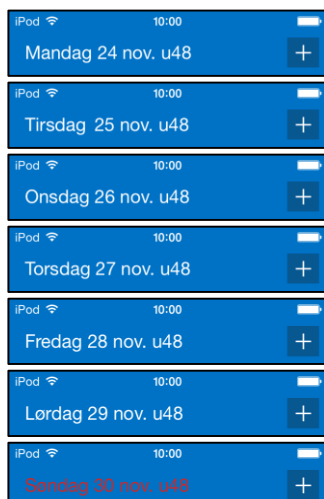 iPod 10:00
Mandag 24 nov. u48
iPod 10:00
Tirsdag 25 nov. u48
iPod 10:00
Onsdag 26 nov. u48
iPod 10:00
Torsdag 27 nov. u48
iPod 10:00
Fredag 28 nov. u48
iPod 10:00
Lørdag 29 nov. u48
iPod 10:00
Søndag 30 nov. u48